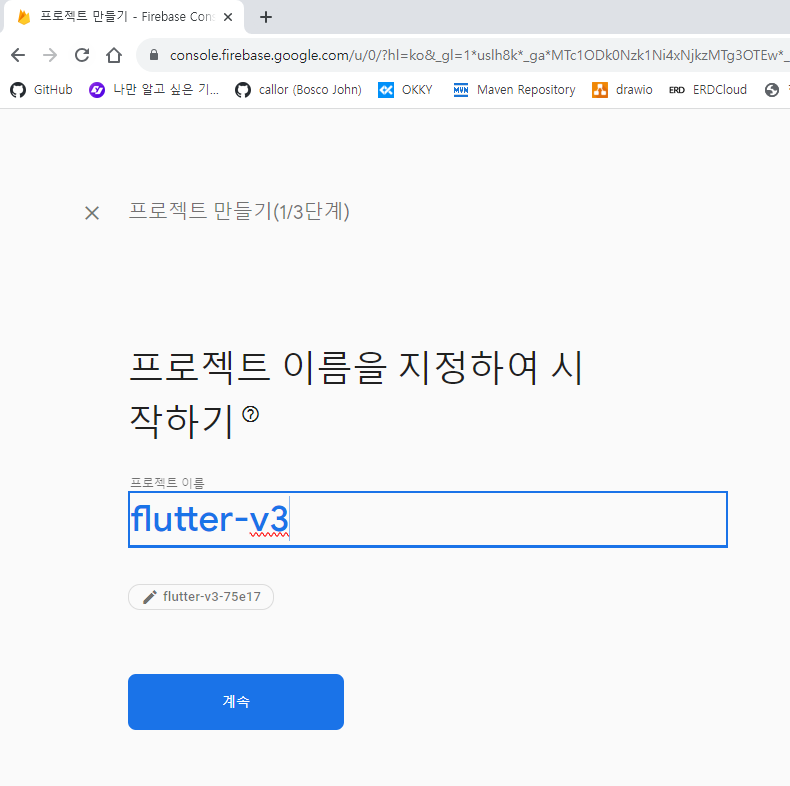 프로젝트 만들기 - Firebase Con
console.firebase.google.com/u/0/?hl=ko&_gl=1*uslh8k*_ga*MTc1ODk0Nzk1Ni4xNjkzMTg3OTEw*_
GitHub 나만 알고 싶은 기... callor (Bosco John) OKKY Maven Repository drawio ERD ERDCloud
프로젝트 만들기(1/3단계)
프로젝트 이름을 지정하여 시
작하기
프로젝트 이름
flutter-v3
flutter-v3-75e17
계속